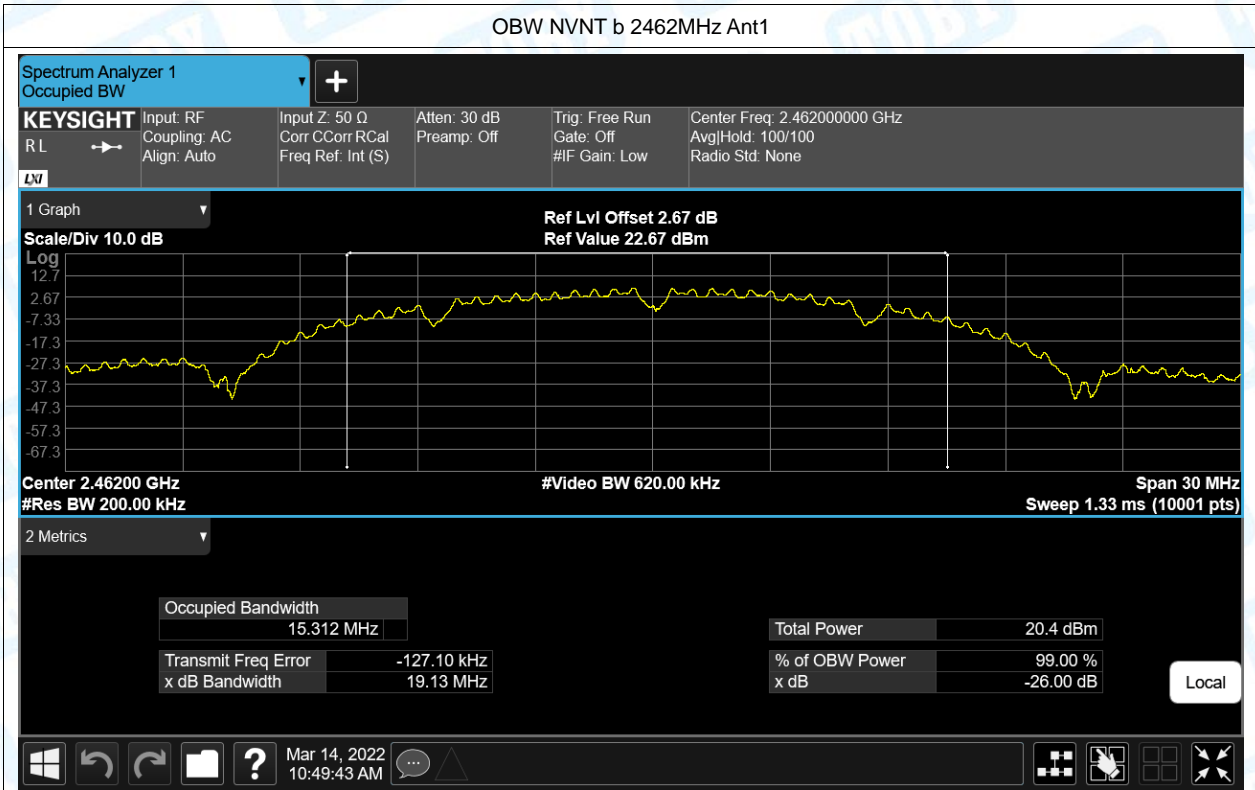 OBW NVNT b 2462MHz Ant1
Spectrum Analyzer 1
Occupied BW
KEYSIGHT
R L
LXI
Input: RF
Coupling: AC
Align: Auto
Input Z: 50 Ω
Corr CCorr RCal
Freq Ref: Int (S)
Atten: 30 dB
Preamp: Off
Trig: Free Run
Gate: Off
#IF Gain: Low
Center Freq: 2.462000000 GHz
Avg|Hold: 100/100
Radio Std: None
1 Graph
Scale/Div 10.0 dB
Ref Lvl Offset 2.67 dB
Ref Value 22.67 dBm
Log
12.7
2.67
-7.33
-17.3
-27.3
-37.3
-47.3
-57.3
-67.3
Center 2.46200 GHz
#Video BW 620.00 kHz
Span 30 MHz
#Res BW 200.00 kHz
Sweep 1.33 ms (10001 pts)
2 Metrics
Occupied Bandwidth
15.312 MHz
Total Power 20.4 dBm
Transmit Freq Error -127.10 kHz
% of OBW Power 99.00 %
x dB Bandwidth 19.13 MHz
x dB -26.00 dB
Local
?
Mar 14, 2022
10:49:43 AM